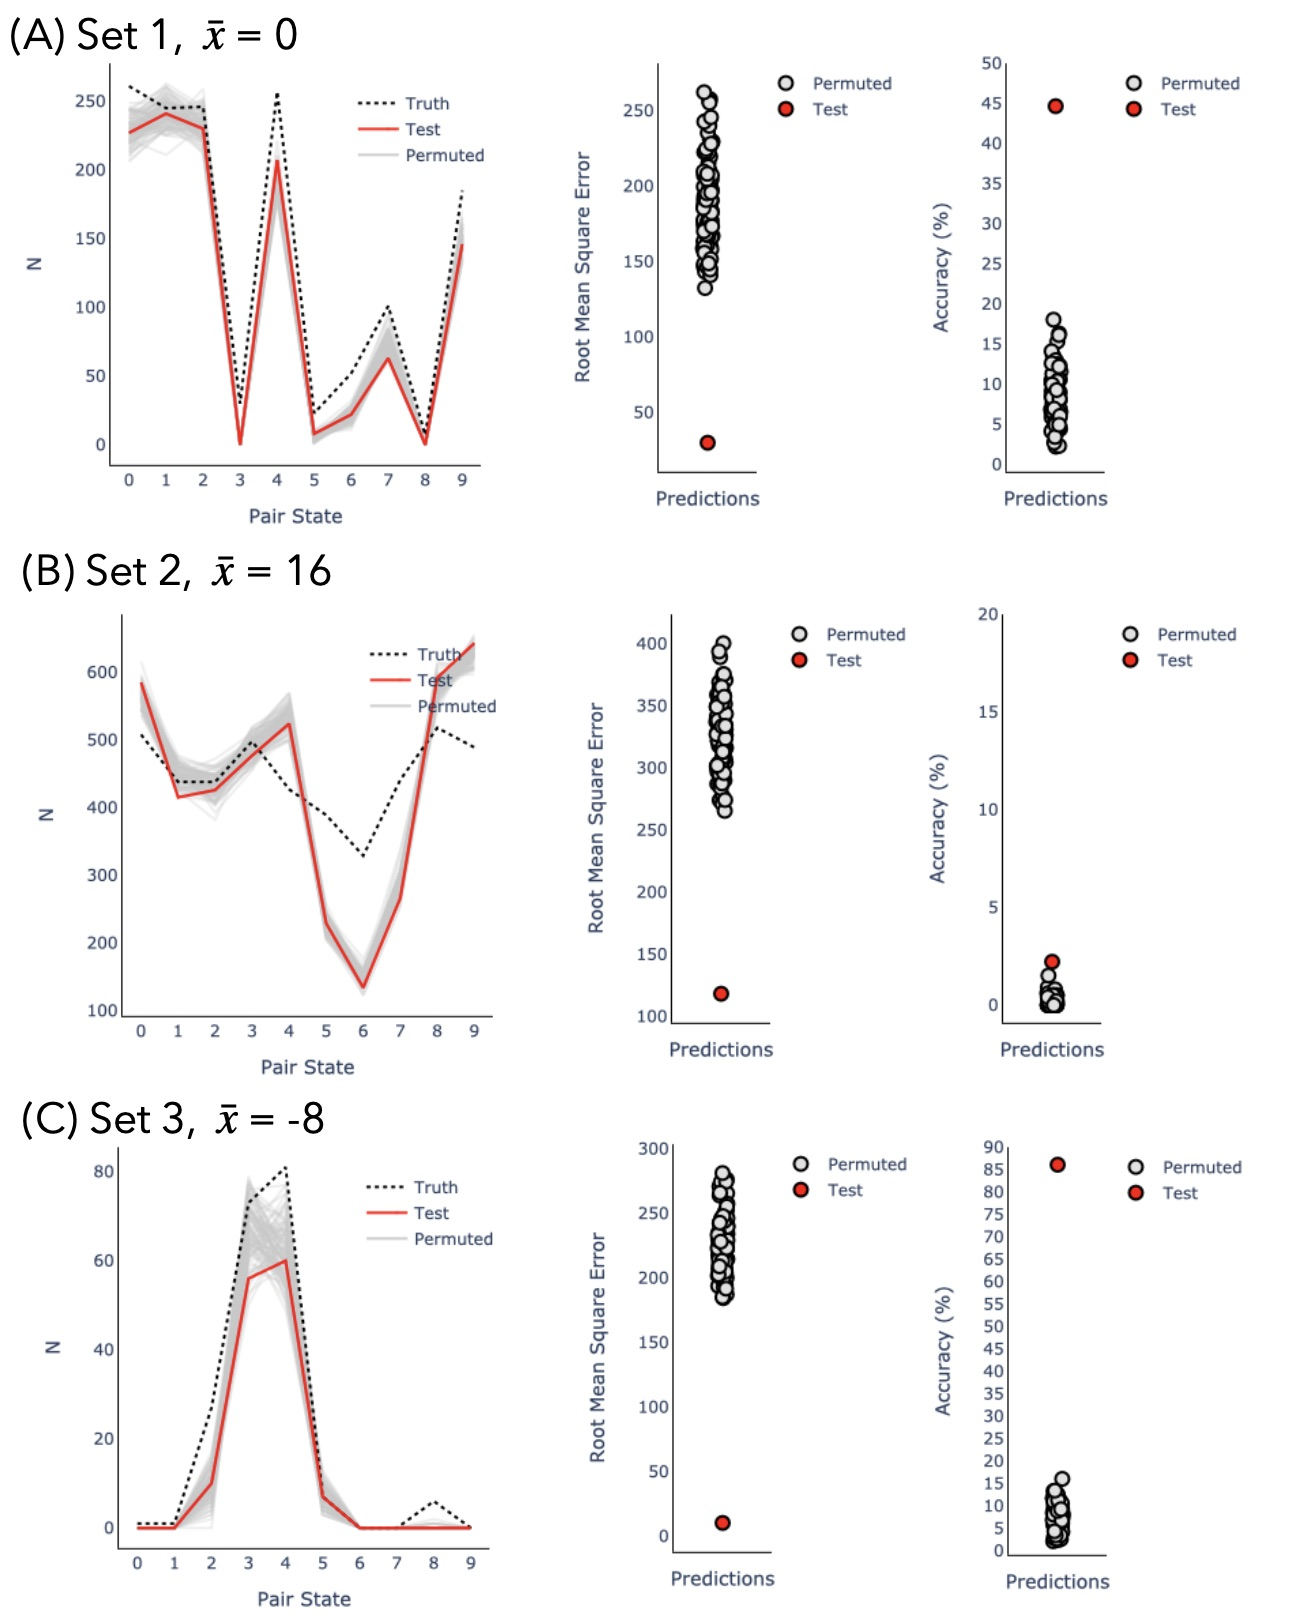 (A) Set 1, x̄ = 0
250
200
150
100
50
0
N
0 1 2 3 4 5 6 7 8 9
Pair State
Truth
Test
Permuted
250
200
150
100
50
Root Mean Square Error
Predictions
Permuted
Test
50
45
40
35
30
25
20
15
10
5
0
Accuracy (%)
Predictions
Permuted
Test
(B) Set 2, x̄ = 16
600
500
400
300
200
100
N
0 1 2 3 4 5 6 7 8 9
Pair State
Truth
Test
Permuted
400
350
300
250
200
150
100
Root Mean Square Error
Predictions
Permuted
Test
20
15
10
5
0
Accuracy (%)
Predictions
Permuted
Test
(C) Set 3, x̄ = -8
80
60
40
20
0
N
0 1 2 3 4 5 6 7 8 9
Pair State
Truth
Test
Permuted
300
250
200
150
100
50
0
Root Mean Square Error
Predictions
Permuted
Test
90
85
80
75
70
65
60
55
50
45
40
35
30
25
20
15
10
5
0
Accuracy (%)
Predictions
Permuted
Test